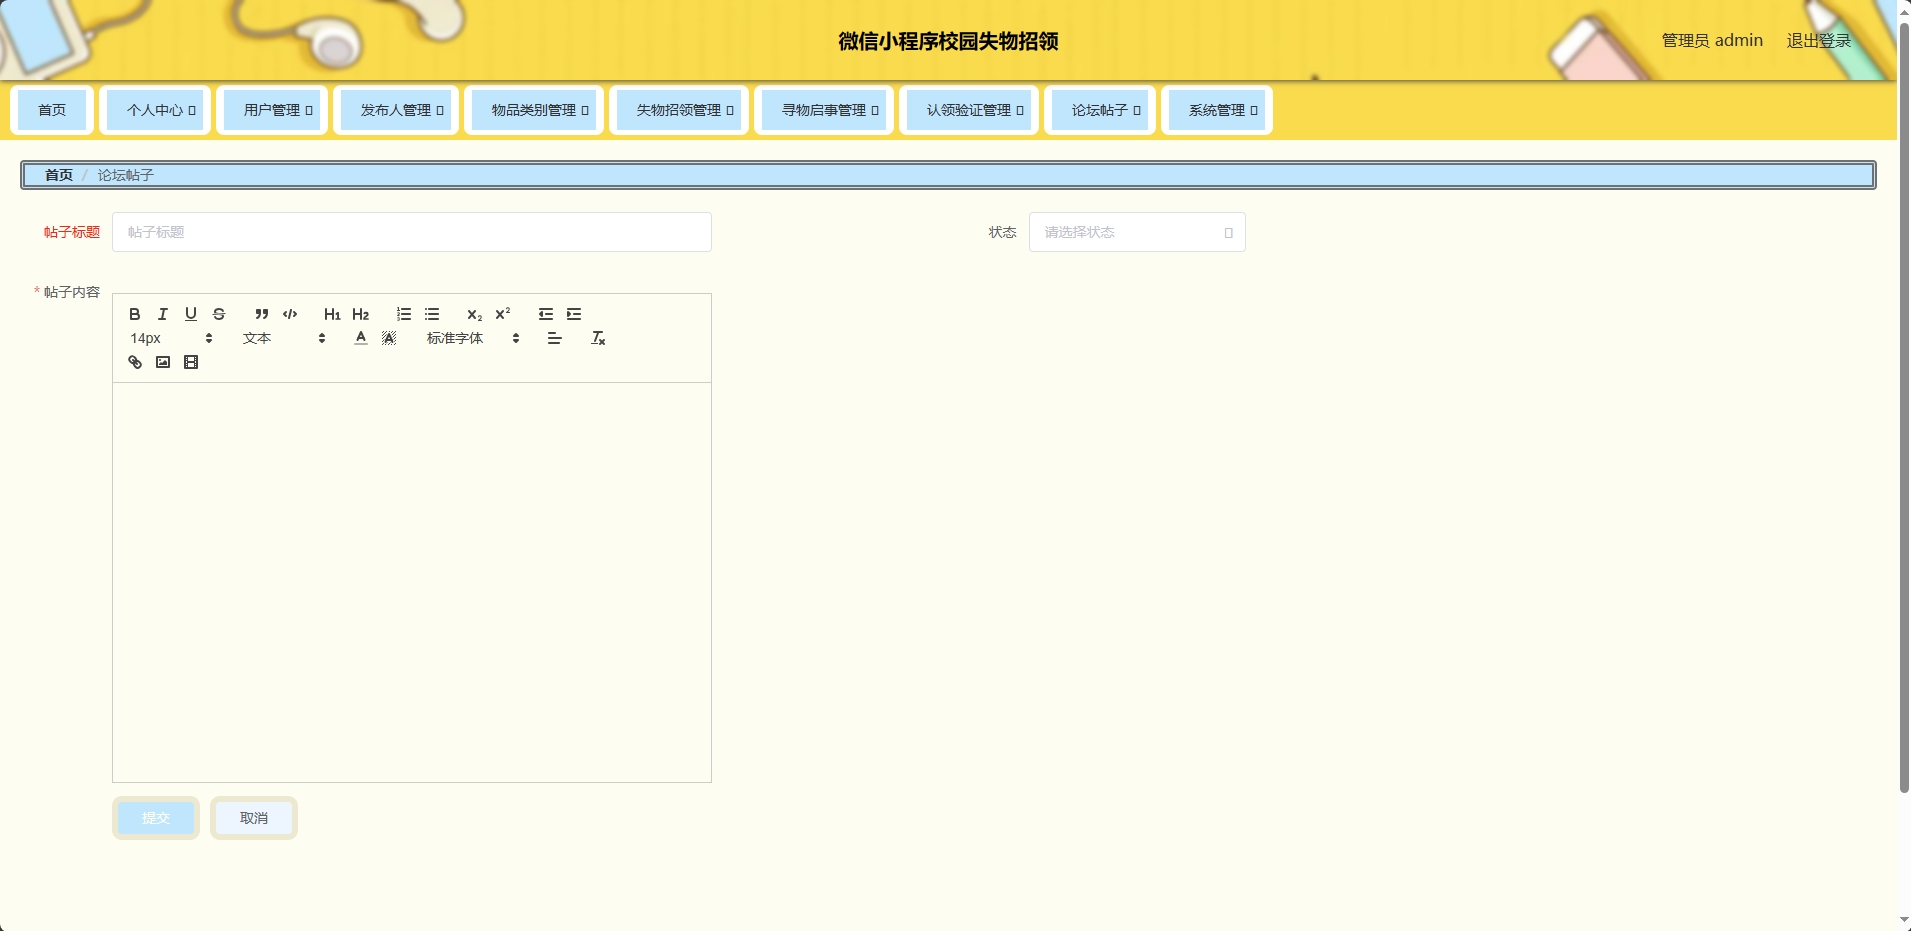 微信小程序校园失物招领
管理员 admin 退出登录
首页 个人中心 用户管理 发布人管理 物品类别管理 失物招领管理 寻物启事管理 认领验证管理 论坛帖子 系统管理
首页 / 论坛帖子
帖子标题 帖子标题 状态 请选择状态
* 帖子内容
B I U S H1 H2 X2 X2
14px 文本 A A 标准字体 Tx
提交 取消